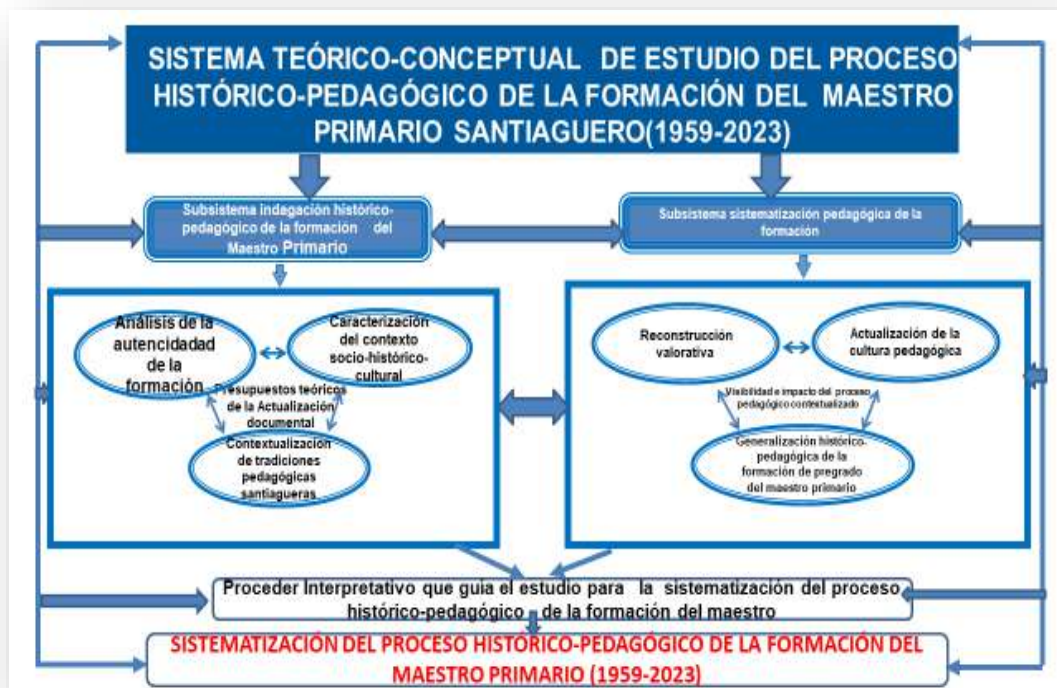 SISTEMA TEÓRICO-CONCEPTUAL DE ESTUDIO DEL PROCESO
HISTÓRICO-PEDAGÓGICO DE LA FORMACIÓN DEL MAESTRO
PRIMARIO SANTIAGUERO(1959-2023)
Subsistema indagación histórico-
pedagógico de la formación del
Maestro Primario
Subsistema sistematización pedagógica de la
formación
Análisis de la
autencidadad
de la
formación
Caracterización
del contexto
socio-histórico-
cultural
Presupuestos teóricos
de la Actualización
documental
Contextualización
de tradiciones
pedagógicas
santiagueras
Reconstrucción
valorativa
Actualización de la
cultura pedagógica
Visibilidad e impacto del proceso
pedagógico contextualizado
Generalización histórico-
pedagógica de la
formación de pregrado
del maestro primario
Proceder Interpretativo que guia el estudio para la sistematización del proceso
histórico-pedagógico de la formación del maestro
SISTEMATIZACIÓN DEL PROCESO HISTÓRICO-PEDAGÓGICO DE LA FORMACIÓN DEL
MAESTRO PRIMARIO (1959-2023)